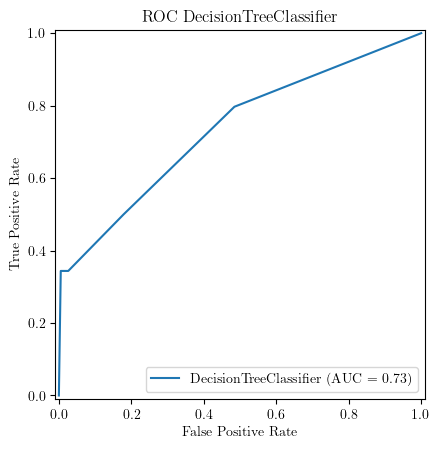 ROC DecisionTreeClassifier
1.0
0.8
0.6
0.4
0.2
0.0
True Positive Rate
DecisionTreeClassifier (AUC = 0.73)
0.0 0.2 0.4 0.6 0.8 1.0
False Positive Rate